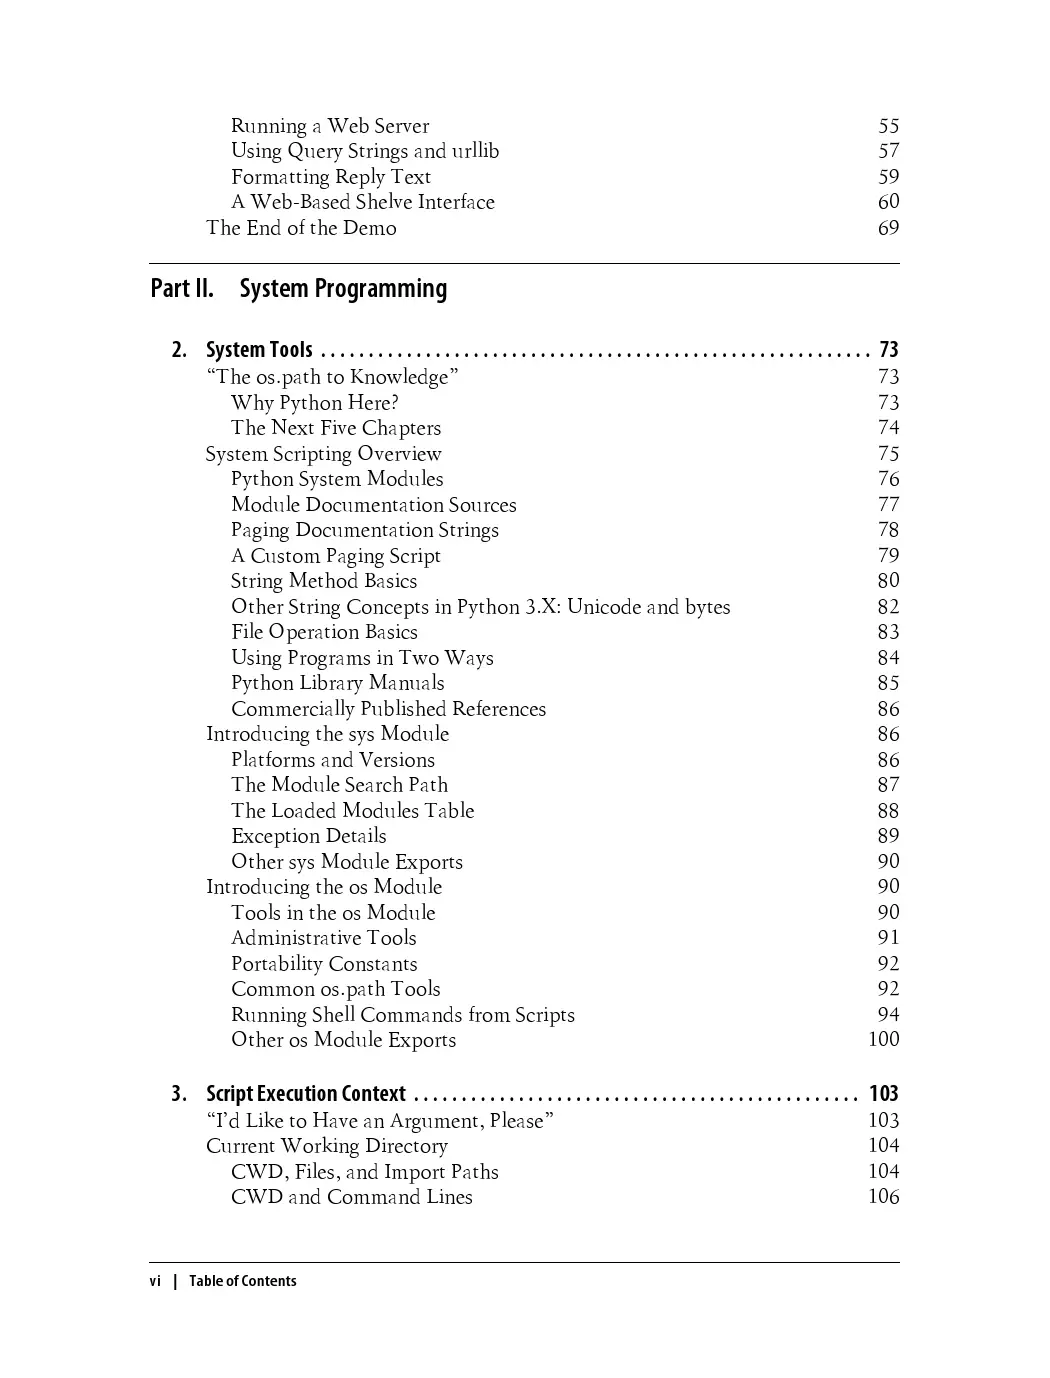 Running a Web Server 55
Using Query Strings and urllib 57
Formatting Reply Text 59
A Web-Based Shelve Interface 60
The End of the Demo 69
Part II. System Programming
2. System Tools . . . . . . . . . . . . . . . . . . . . . . . . . . . . . . . . . . . . . . . . . . . . . . . . . . . . . . . . . . 73
“The os.path to Knowledge” 73
Why Python Here? 73
The Next Five Chapters 74
System Scripting Overview 75
Python System Modules 76
Module Documentation Sources 77
Paging Documentation Strings 78
A Custom Paging Script 79
String Method Basics 80
Other String Concepts in Python 3.X: Unicode and bytes 82
File Operation Basics 83
Using Programs in Two Ways 84
Python Library Manuals 85
Commercially Published References 86
Introducing the sys Module 86
Platforms and Versions 86
The Module Search Path 87
The Loaded Modules Table 88
Exception Details 89
Other sys Module Exports 90
Introducing the os Module 90
Tools in the os Module 90
Administrative Tools 91
Portability Constants 92
Common os.path Tools 92
Running Shell Commands from Scripts 94
Other os Module Exports 100
3. Script Execution Context . . . . . . . . . . . . . . . . . . . . . . . . . . . . . . . . . . . . . . . . . . . . . . . 103
“I’d Like to Have an Argument, Please” 103
Current Working Directory 104
CWD, Files, and Import Paths 104
CWD and Command Lines 106
vi | Table of Contents